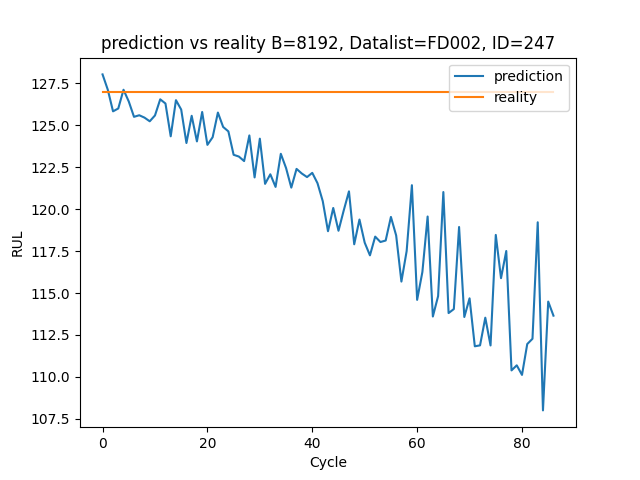 prediction vs reality B=8192, Datalist=FD002, ID=247
127.5
125.0
122.5
120.0
117.5
115.0
112.5
110.0
107.5
RUL
prediction
reality
0
20
40
60
80
Cycle